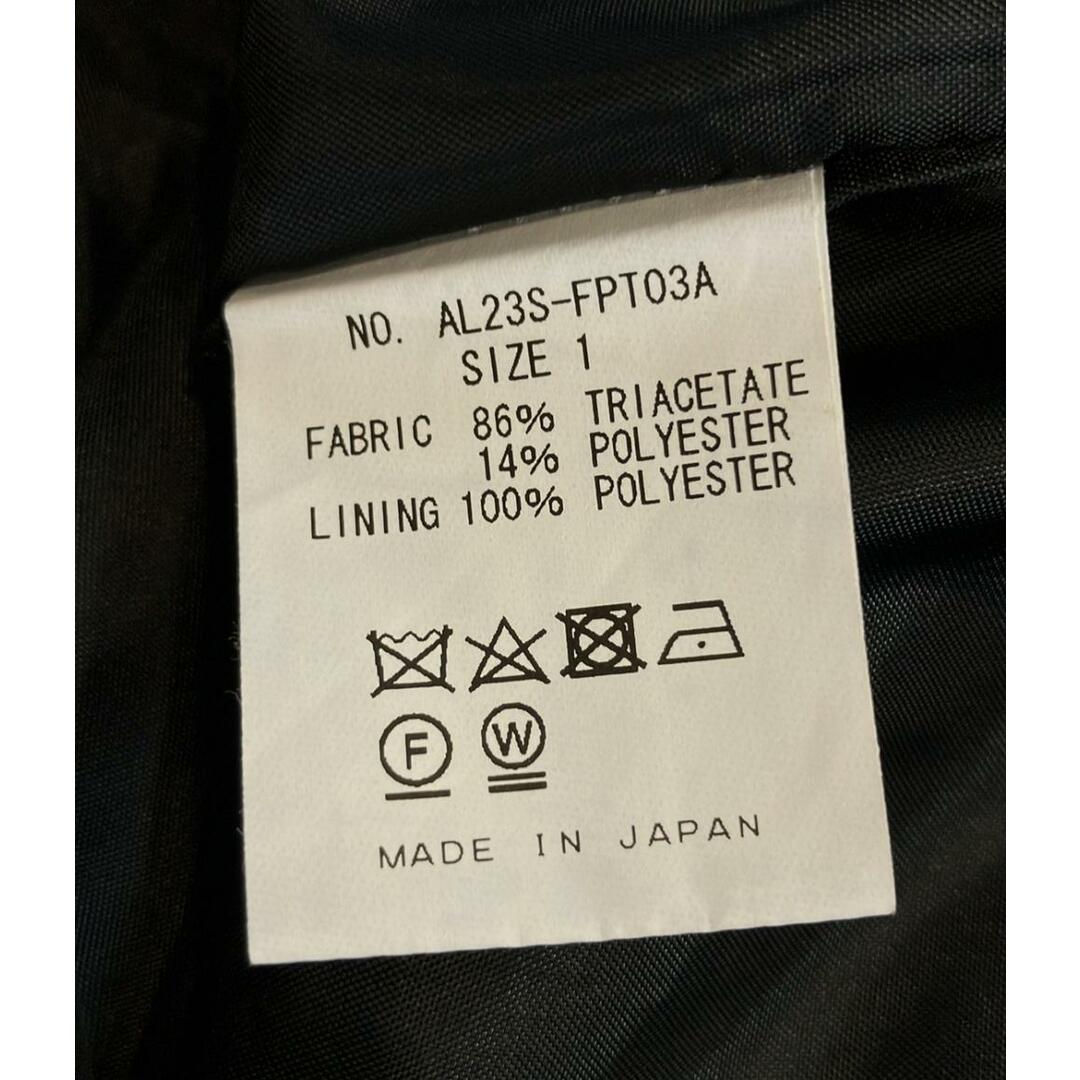 NO. AL23S-FPT03A
SIZE 1
FABRIC 86% TRIACETATE
14% POLYESTER
LINING 100% POLYESTER
F W
MADE IN JAPAN